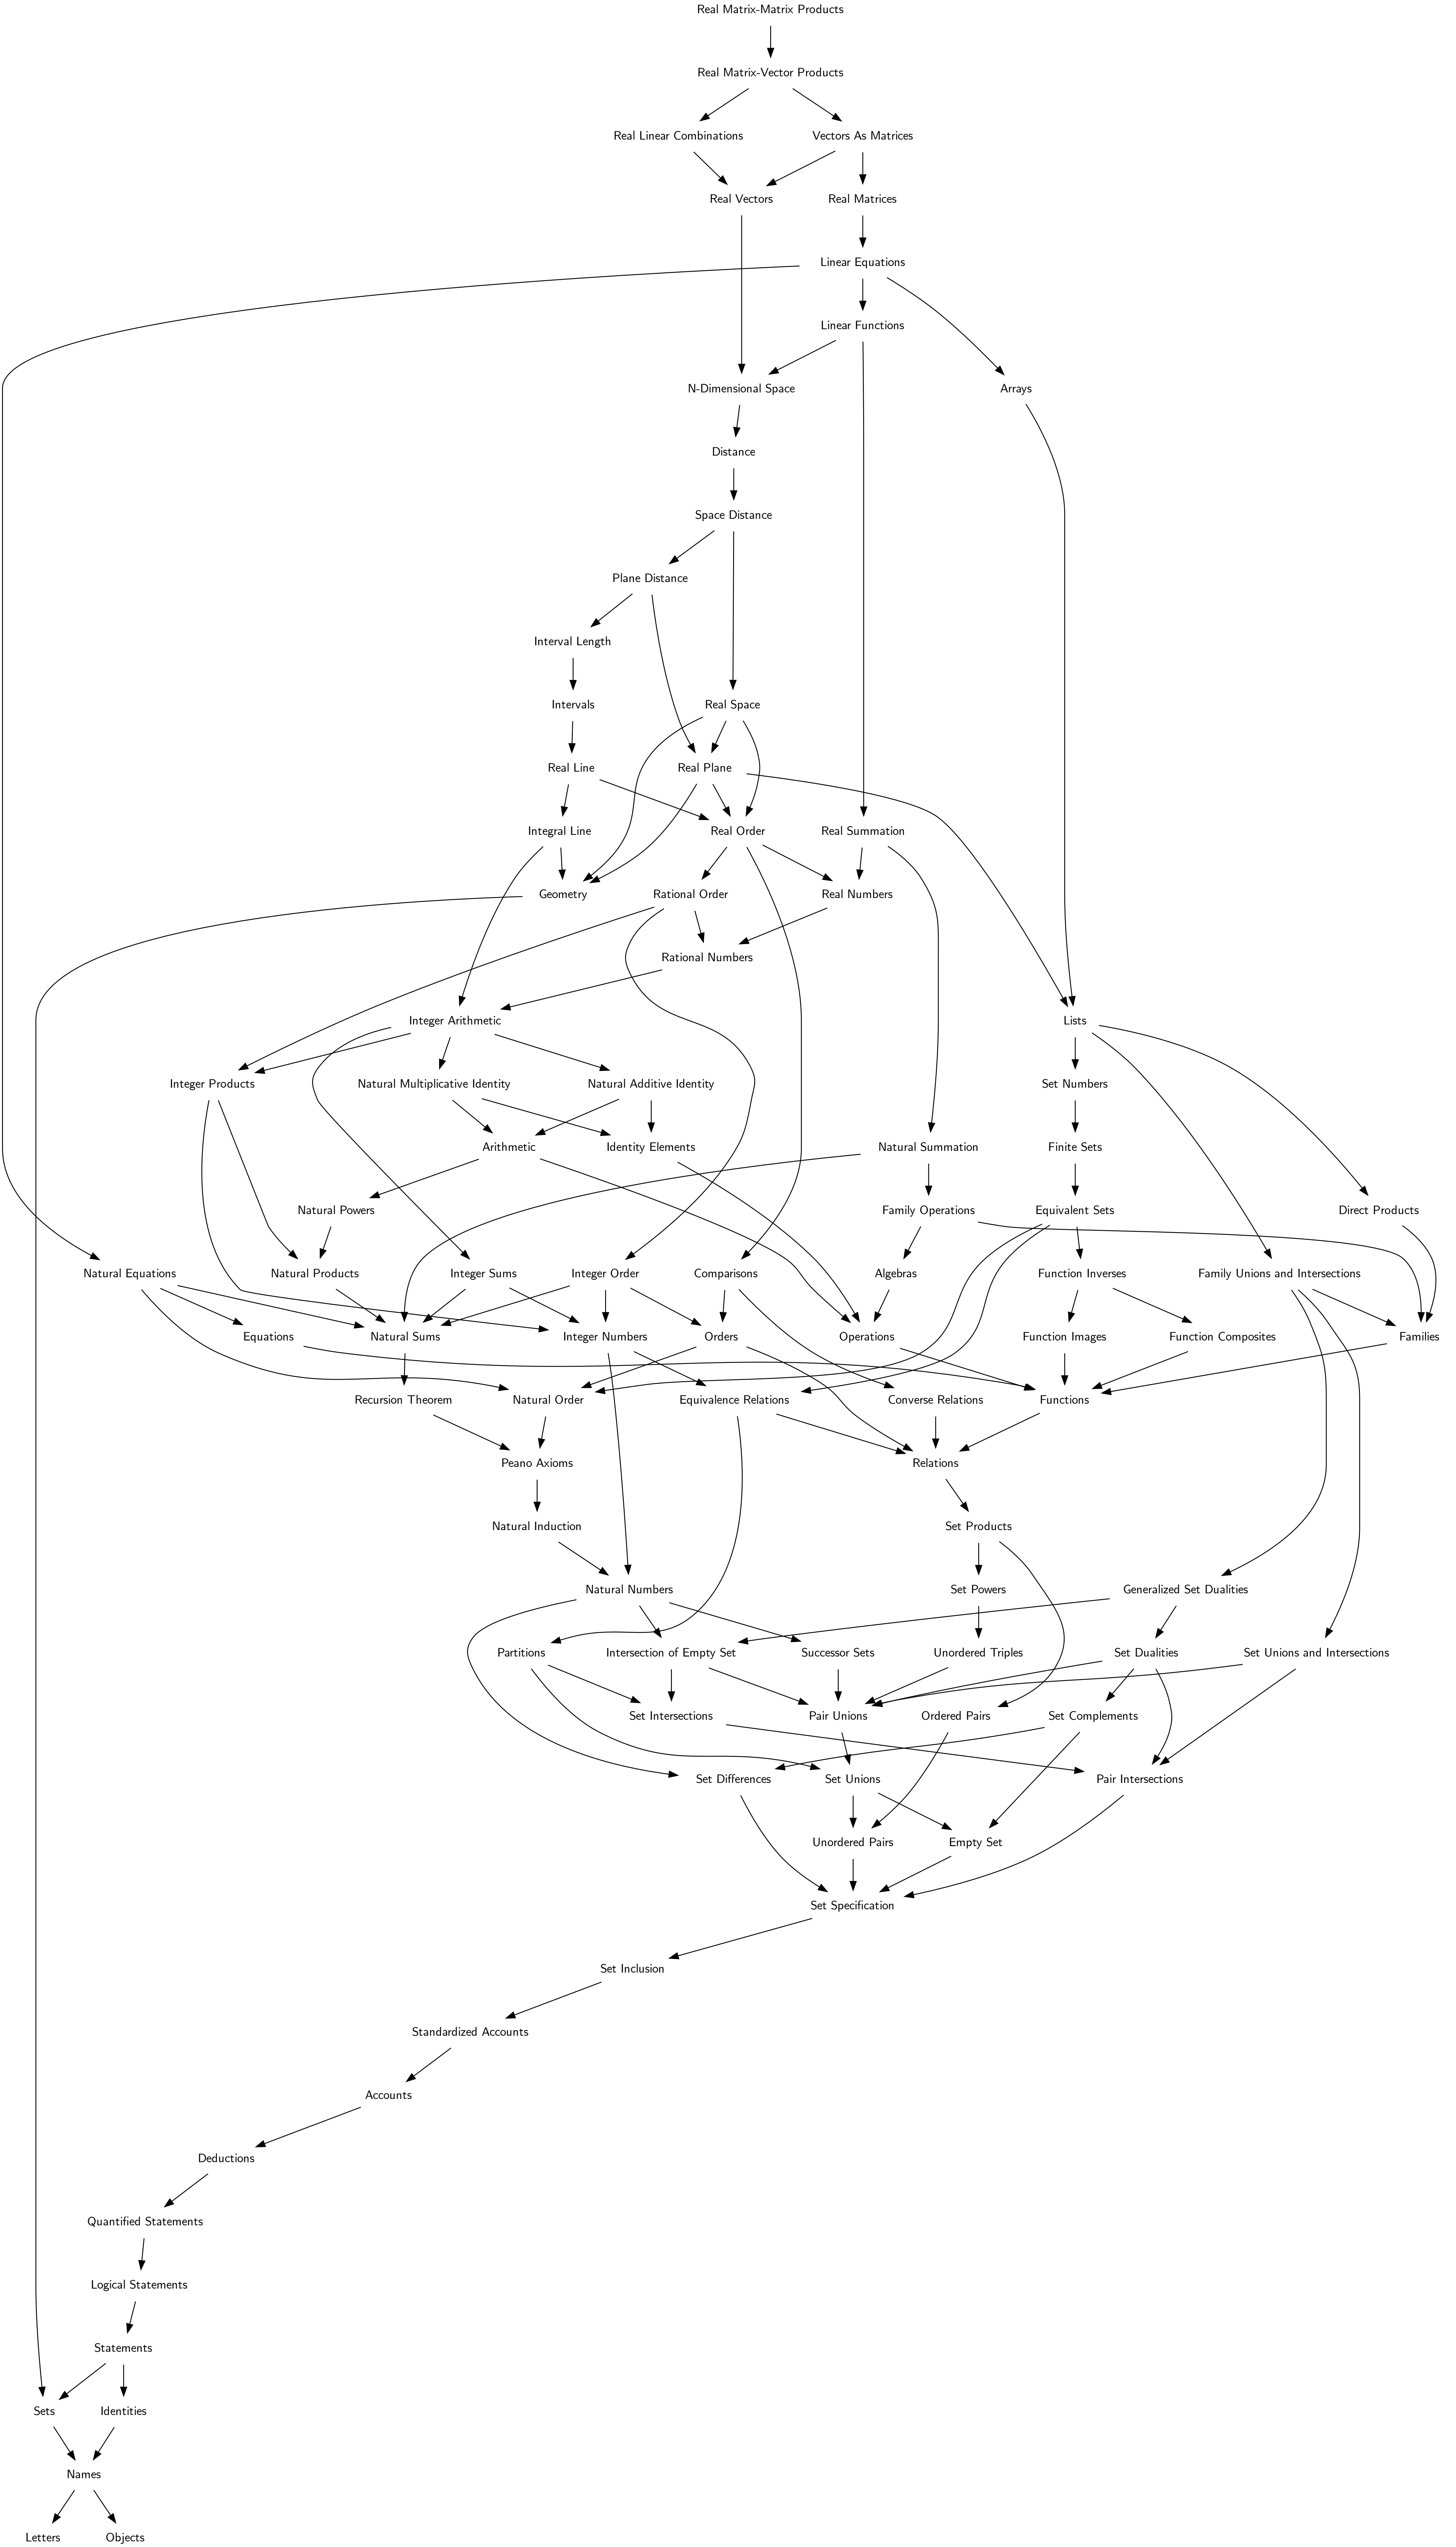 Real Matrix-Matrix Products
Real Matrix-Vector Products
Real Linear Combinations
Vectors As Matrices
Real Vectors
Real Matrices
Linear Equations
Linear Functions
N-Dimensional Space
Arrays
Distance
Space Distance
Plane Distance
Interval Length
Intervals
Real Space
Real Line
Real Plane
Integral Line
Real Order
Real Summation
Geometry
Rational Order
Real Numbers
Rational Numbers
Integer Arithmetic
Lists
Integer Products
Natural Multiplicative Identity
Natural Additive Identity
Set Numbers
Arithmetic
Identity Elements
Natural Summation
Finite Sets
Natural Powers
Family Operations
Equivalent Sets
Direct Products
Natural Equations
Natural Products
Integer Sums
Integer Order
Comparisons
Algebras
Function Inverses
Family Unions and Intersections
Equations
Natural Sums
Integer Numbers
Orders
Operations
Function Images
Function Composites
Families
Recursion Theorem
Natural Order
Equivalence Relations
Converse Relations
Functions
Peano Axioms
Relations
Natural Induction
Set Products
Natural Numbers
Set Powers
Generalized Set Dualities
Partitions
Intersection of Empty Set
Successor Sets
Unordered Triples
Set Dualities
Set Unions and Intersections
Set Intersections
Pair Unions
Ordered Pairs
Set Complements
Set Differences
Set Unions
Pair Intersections
Unordered Pairs
Empty Set
Set Specification
Set Inclusion
Standardized Accounts
Accounts
Deductions
Quantified Statements
Logical Statements
Statements
Sets
Identities
Names
Letters
Objects